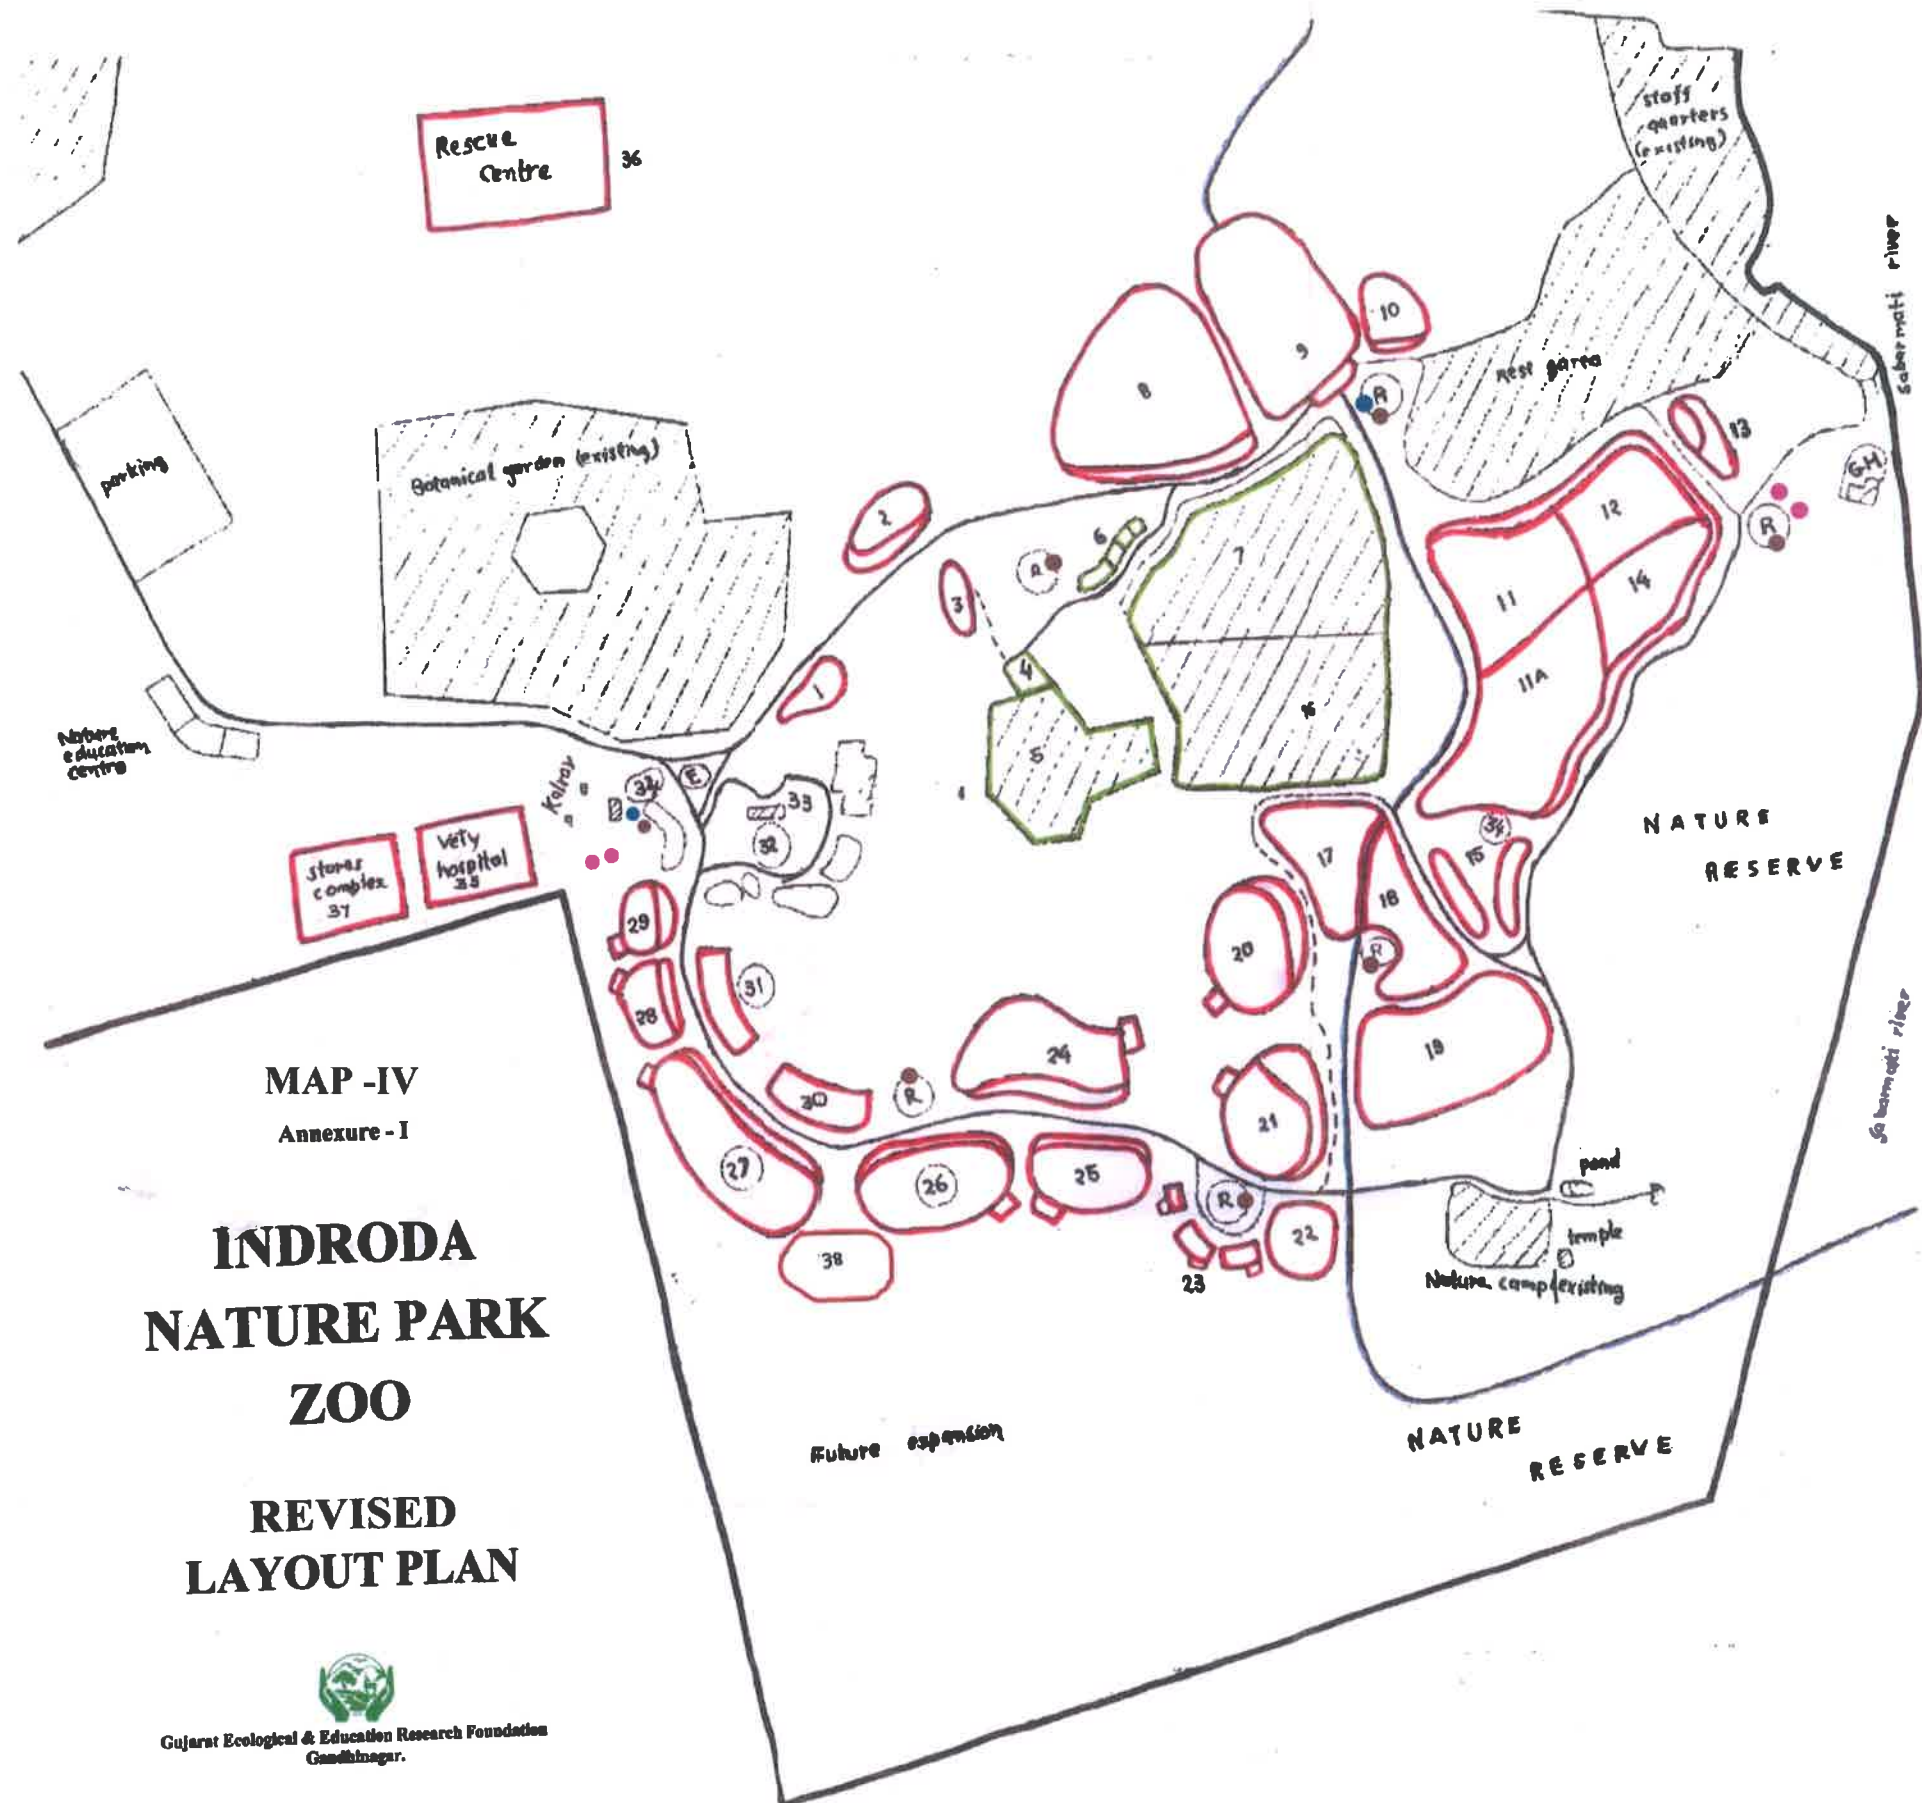 staff
quarters
(existing)
Rescue
Centre
36
sabarmati river
10
9
8
Rest garea
13
parking
Botanical garden (existing)
R
GH
2
12
R
6
7
R
3
11
14
4
11A
1
16
Nature
education
centre
5
Kolray
34
E
33
NATURE
RESERVE
32
stores
complex
37
Vety
hospital
35
34
15
17
18
29
20
R
31
28
Sabarmati river
24
19
MAP -IV
Annexure - I
30
R
21
27
26
25
R
pond
temple
22
38
23
Nature camp(existing
INDRODA
NATURE PARK
ZOO
Future expansion
NATURE
RESERVE
REVISED
LAYOUT PLAN
Gujarat Ecological & Education Research Foundation
Gandhinagar.